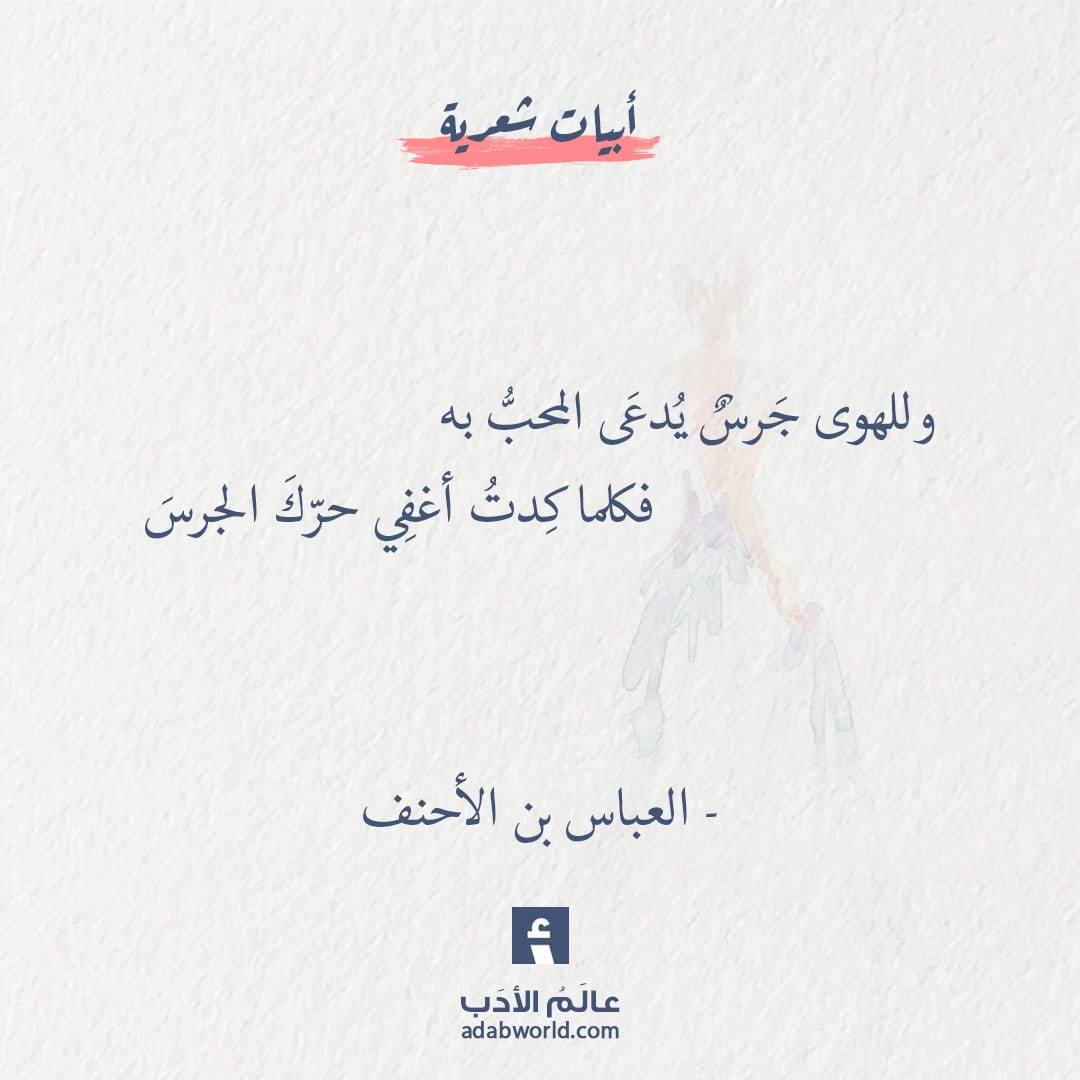 أبيات شعرية
وللهوى جَرسٌ يُدعَى المحبُّ به
فكلما كِدتُ أغفِي حرّكَ الجرسَ
- العباس بن الأحنف
أ
عالَمُ الأدَب
adabworld.com